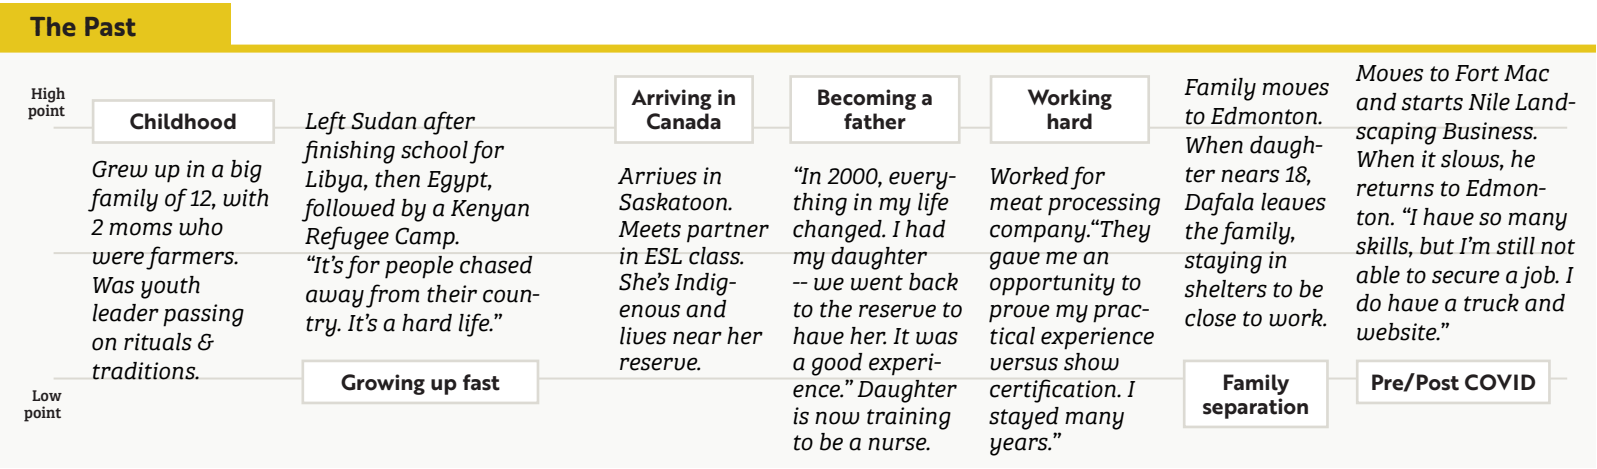 The Past
High
point
Low
point
Childhood
Grew up in a big
family of 12, with
2 moms who
were farmers.
Was youth
leader passing
on rituals &
traditions.
Left Sudan after
finishing school for
Libya, then Egypt,
followed by a Kenyan
Refugee Camp.
“It’s for people chased
away from their coun-
try. It’s a hard life.”
Growing up fast
Arriving in
Canada
Arrives in
Saskatoon.
Meets partner
in ESL class.
She’s Indig-
enous and
lives near her
reserve.
Becoming a
father
“In 2000, every-
thing in my life
changed. I had
my daughter
-- we went back
to the reserve to
have her. It was
a good experi-
ence.” Daughter
is now training
to be a nurse.
Working
hard
Worked for
meat processing
company.“They
gave me an
opportunity to
prove my prac-
tical experience
versus show
certification. I
stayed many
years.”
Family moves
to Edmonton.
When daugh-
ter nears 18,
Dafala leaves
the family,
staying in
shelters to be
close to work.
Family
separation
Moves to Fort Mac
and starts Nile Land-
scaping Business.
When it slows, he
returns to Edmon-
ton. “I have so many
skills, but I’m still not
able to secure a job. I
do have a truck and
website.”
Pre/Post COVID